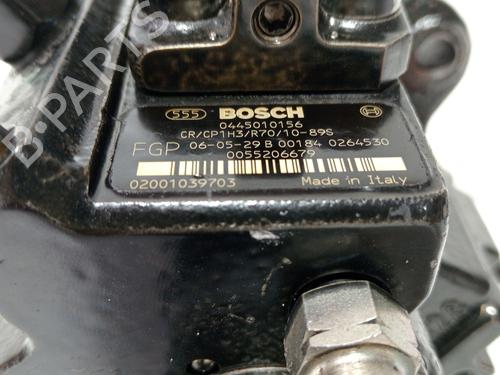 555 BOSCH
0445010156
CR/CP1H3/R70/10-89S
FGP 06-05-29 B 00184 0264530
0055206679
02001039703 Made in Italy
B-PARTS